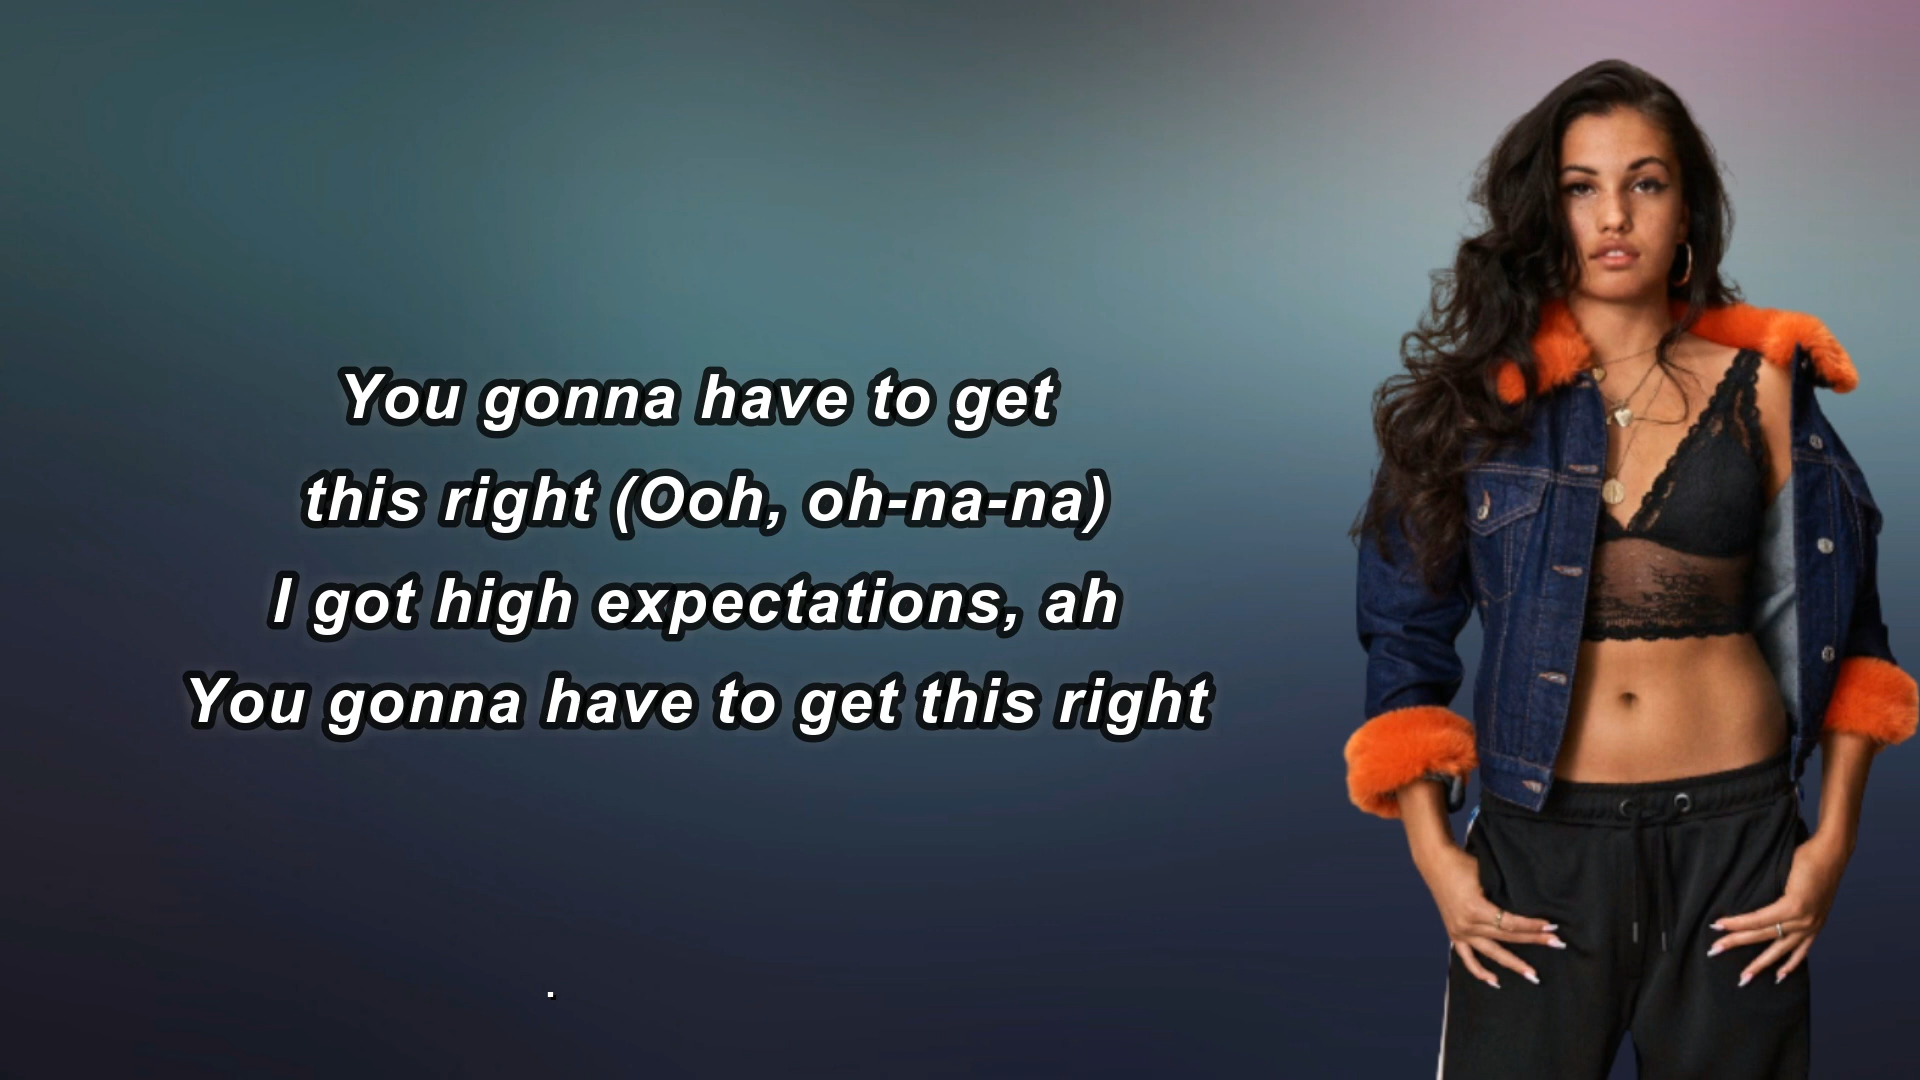 You gonna have to get
this right (Ooh, oh-na-na)
I got high expectations, ah
You gonna have to get this right
.